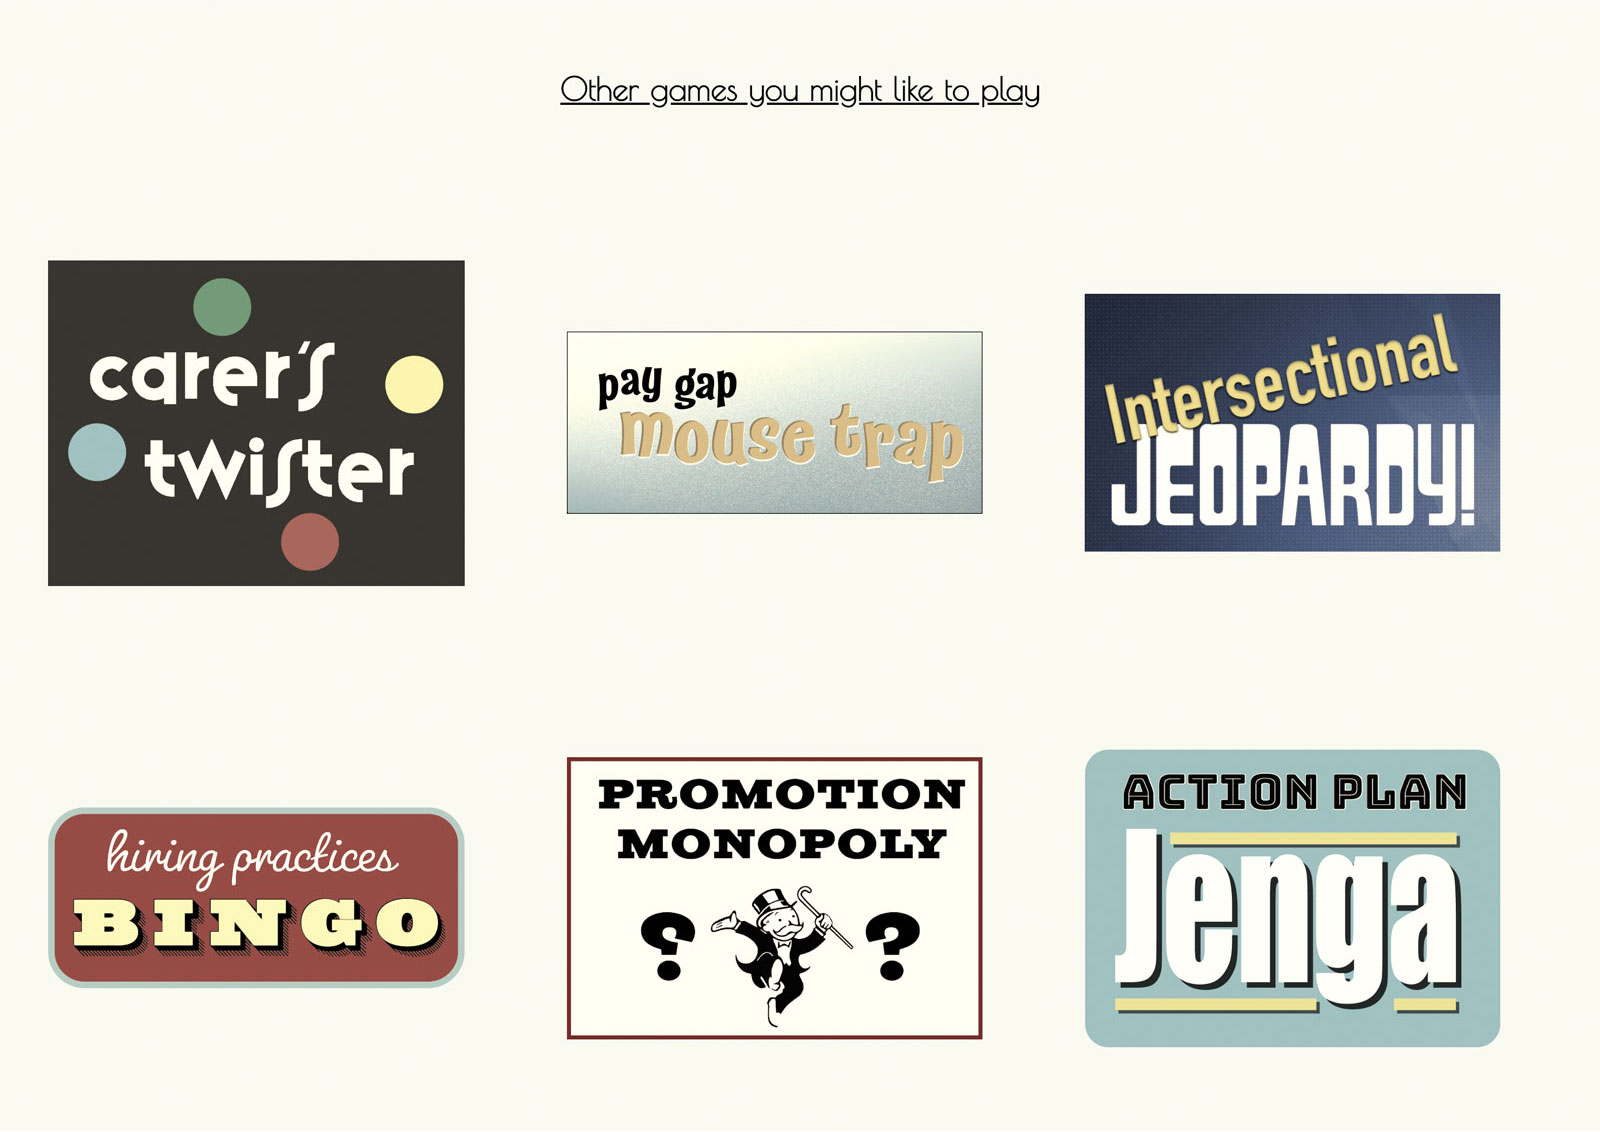 Other games you might like to play
carer's
twister
pay gap
mouse trap
Intersectional
JEOPARDY!
hiring practices
BINGO
PROMOTION
MONOPOLY
? ?
ACTION PLAN
Jenga